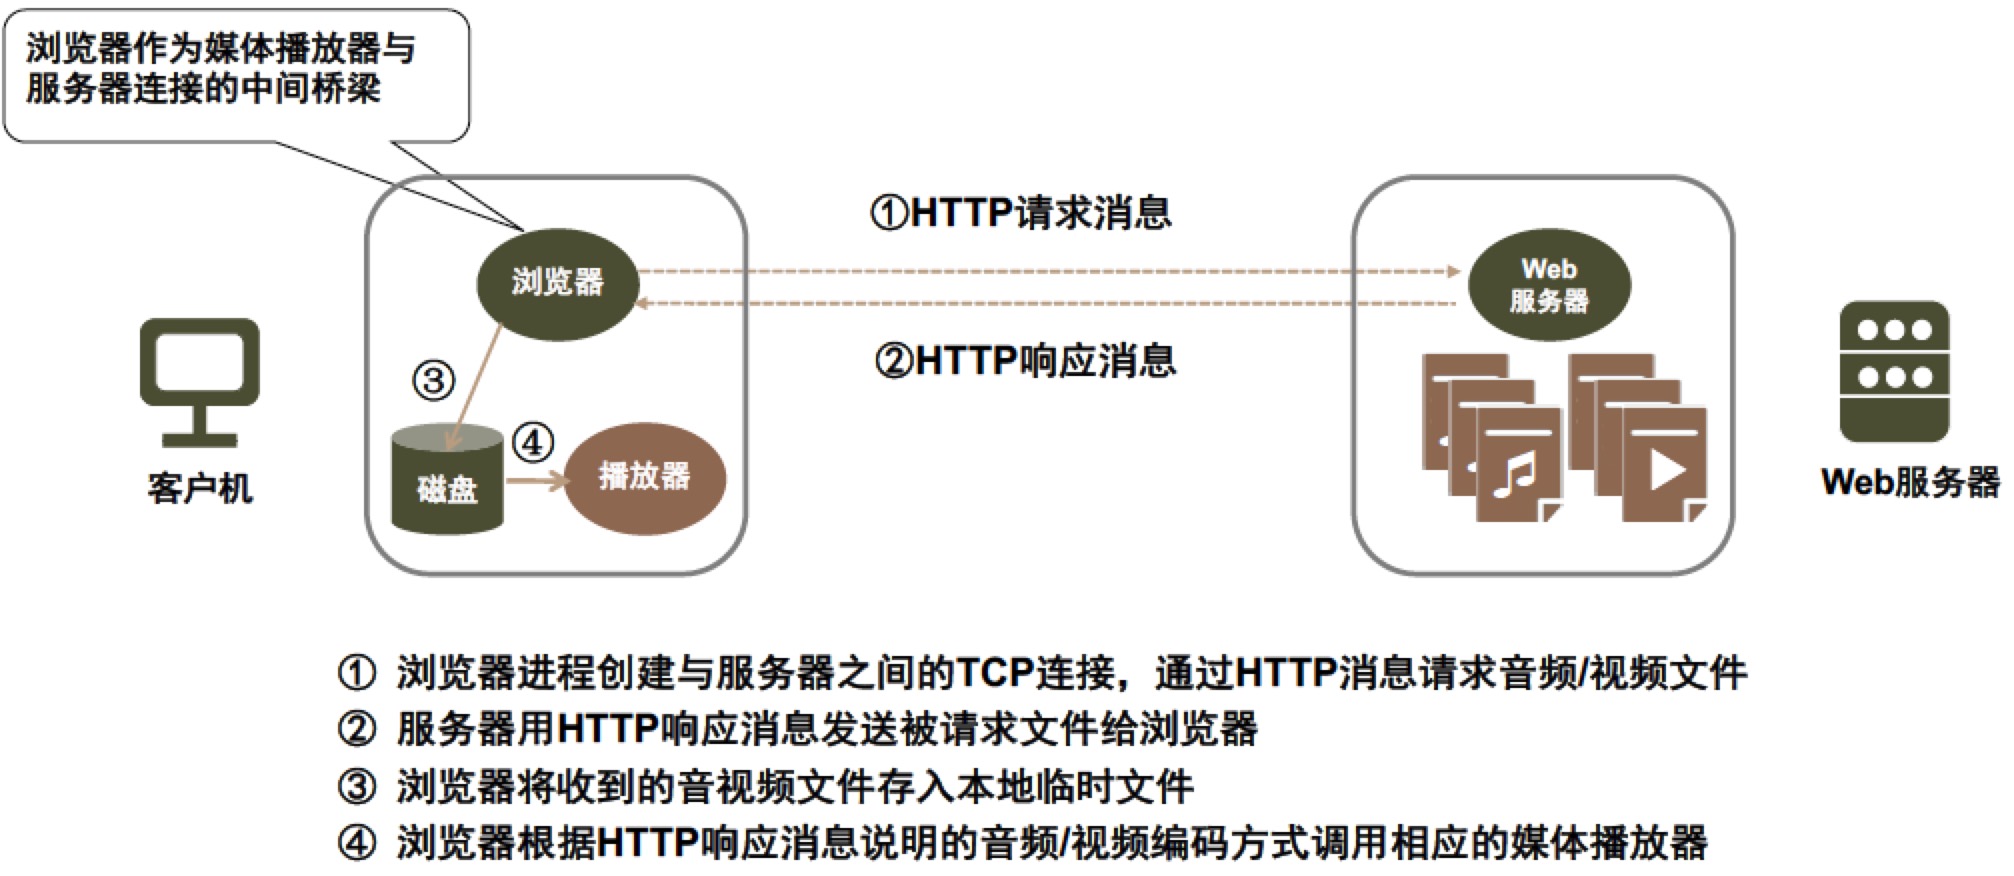 浏览器作为媒体播放器与
服务器连接的中间桥梁
①HTTP请求消息
浏览器
Web
服务器
②HTTP响应消息
③
④
磁盘
播放器
客户机
Web服务器
① 浏览器进程创建与服务器之间的TCP连接，通过HTTP消息请求音频/视频文件
② 服务器用HTTP响应消息发送被请求文件给浏览器
③ 浏览器将收到的音视频文件存入本地临时文件
④ 浏览器根据HTTP响应消息说明的音频/视频编码方式调用相应的媒体播放器